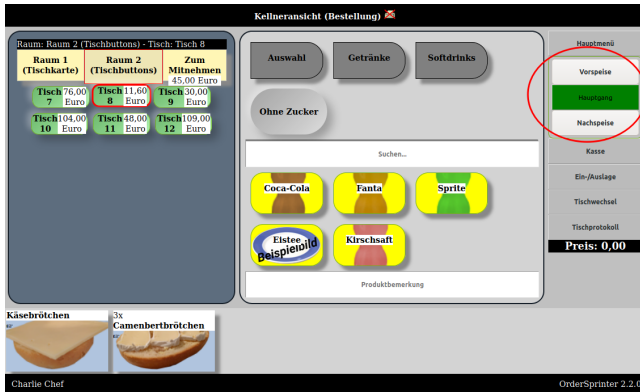 Kellneransicht (Bestellung)
Raum: Raum 2 (Tischbuttons) - Tisch: Tisch 8
Raum 1
(Tischkarte)
Raum 2
(Tischbuttons)
Zum
Mitnehmen
45,00 Euro
Tisch 7
76,00 Euro
Tisch 8
11,60 Euro
Tisch 9
30,00 Euro
Tisch 10
104,00 Euro
Tisch 11
48,00 Euro
Tisch 12
109,00 Euro
Auswahl
Getränke
Softdrinks
Ohne Zucker
Suchen...
Coca-Cola
Fanta
Sprite
Eistee
Beispielbild
Kirschsaft
Produktbemerkung
Hauptmenü
Vorspeise
Hauptgang
Nachspeise
Kasse
Ein-/Auslage
Tischwechsel
Tischprotokoll
Preis: 0,00
Käsebrötchen
3x
Camenbertbrötchen
Charlie Chef
OrderSprinter 2.2.0